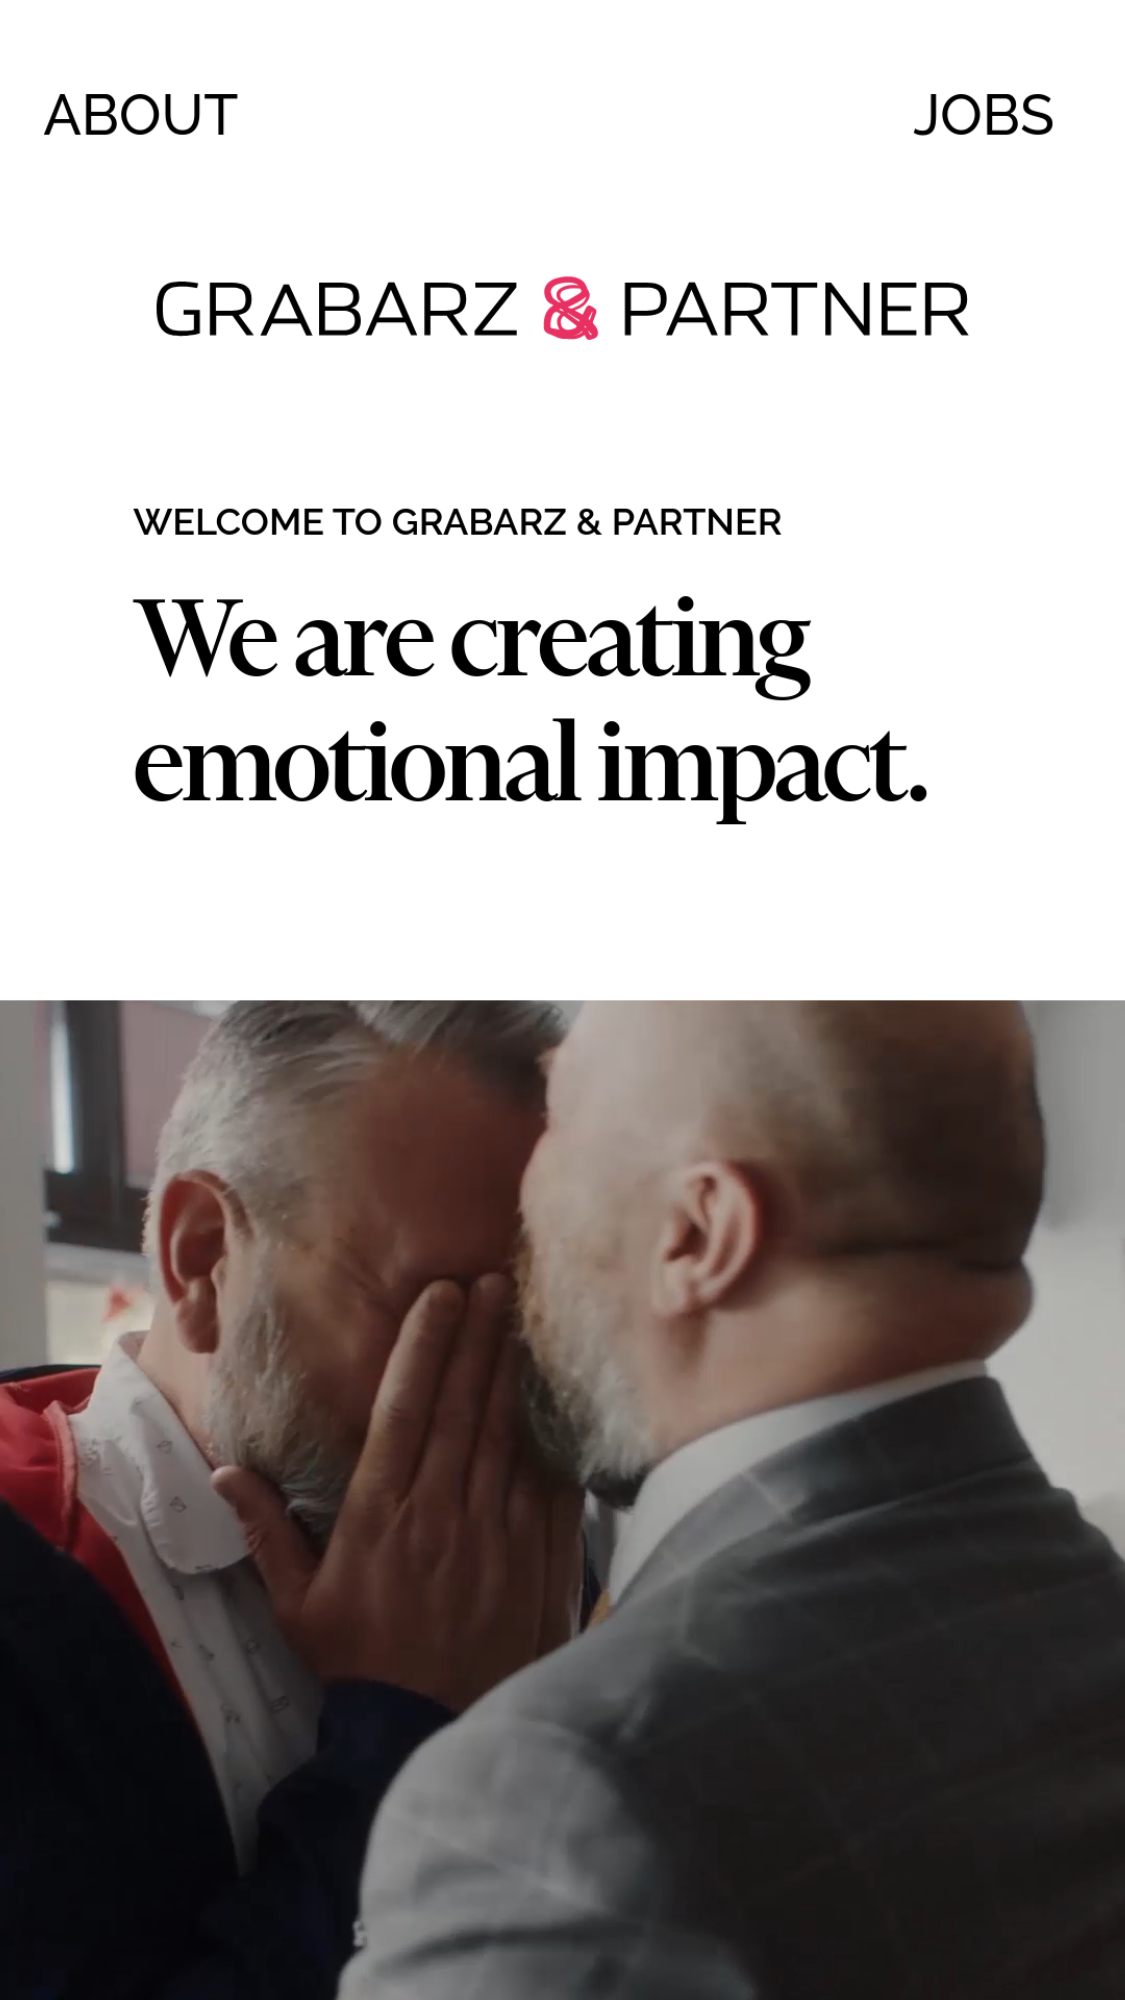 ABOUT
JOBS
GRABARZ & PARTNER
WELCOME TO GRABARZ & PARTNER
We are creating
emotional impact.